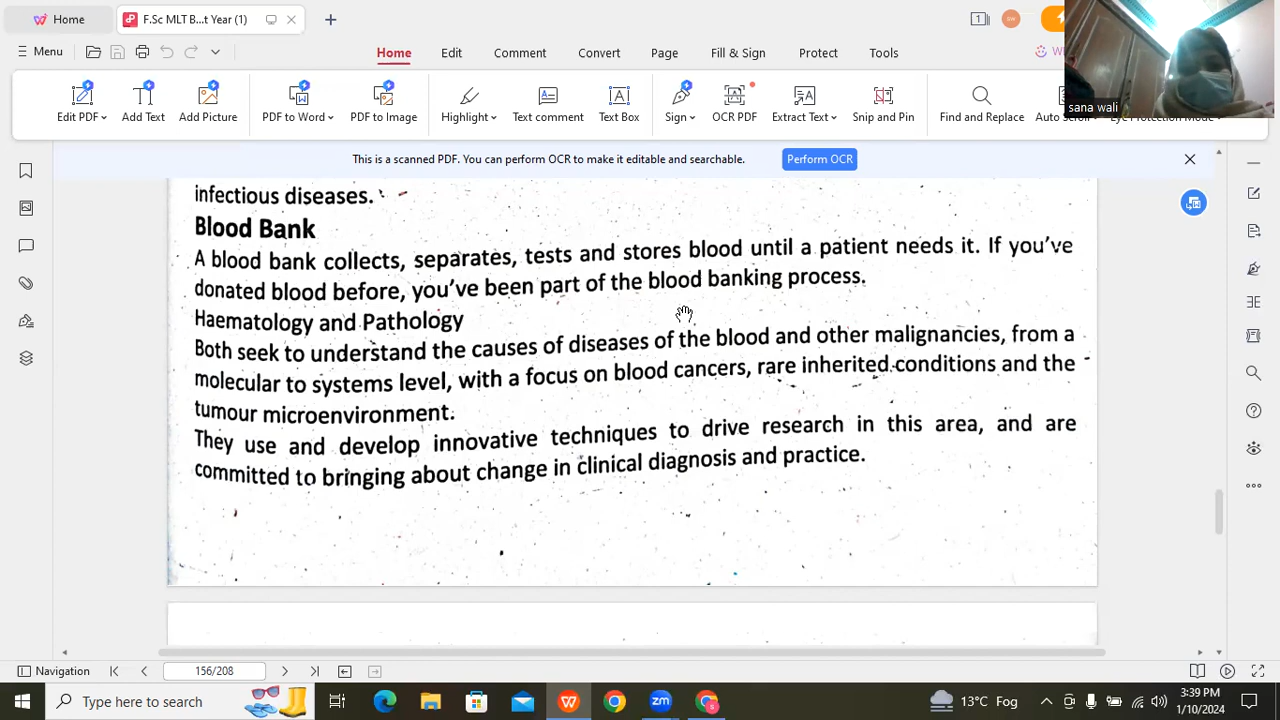 Home
F.Sc MLT B...t Year (1)
Menu
Home
Edit
Comment
Convert
Page
Fill & Sign
Protect
Tools
sana wali
Edit PDF
Add Text
Add Picture
PDF to Word
PDF to Image
Highlight
Text comment
Text Box
Sign
OCR PDF
Extract Text
Snip and Pin
Find and Replace
This is a scanned PDF. You can perform OCR to make it editable and searchable.
Perform OCR
infectious diseases.
Blood Bank
A blood bank collects, separates, tests and stores blood until a patient needs it. If you've
donated blood before, you've been part of the blood banking process.
Haematology and Pathology
Both seek to understand the causes of diseases of the blood and other malignancies, from a
molecular to systems level, with a focus on blood cancers, rare inherited conditions and the
tumour microenvironment.
They use and develop innovative techniques to drive research in this area, and are
committed to bringing about change in clinical diagnosis and practice.
Navigation
156/208
Type here to search
13°C Fog
3:39 PM
1/10/2024